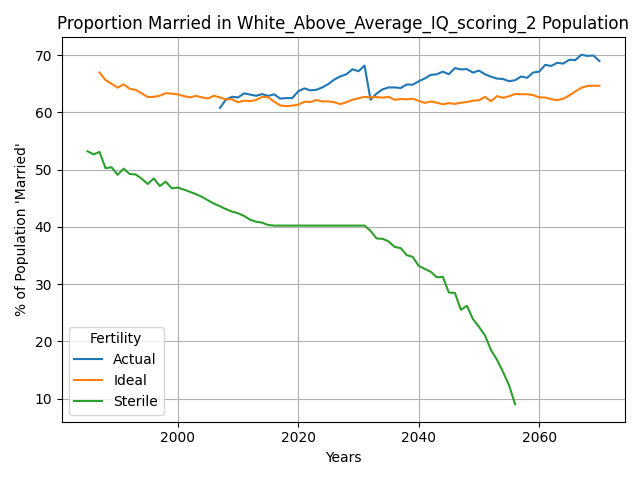 Proportion Married in White_Above_Average_IQ_scoring_2 Population
% of Population 'Married'
70
60
50
40
30
20
10
Fertility
Actual
Ideal
Sterile
2000
2020
2040
2060
Years